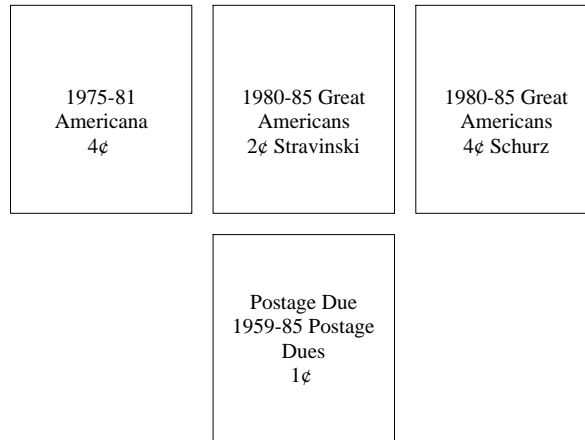 1975-81
Americana
4¢
1980-85 Great
Americans
2¢ Stravinski
1980-85 Great
Americans
4¢ Schurz
Postage Due
1959-85 Postage
Dues
1¢